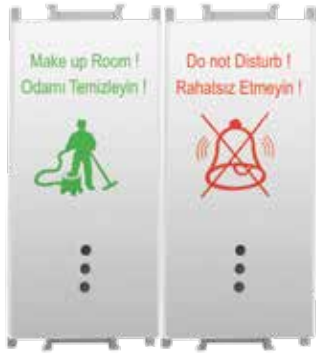 Make up Room !
Odamı Temizleyin !
Do not Disturb !
Rahatsız Etmeyin !